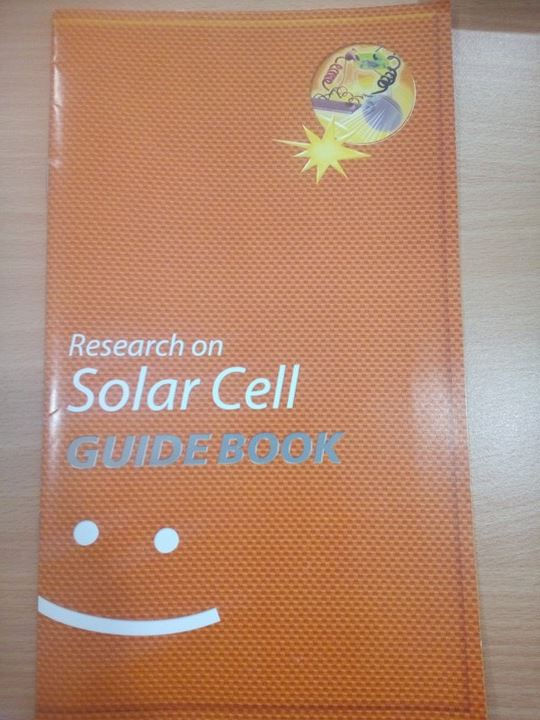 Research on
Solar Cell
GUIDE BOOK